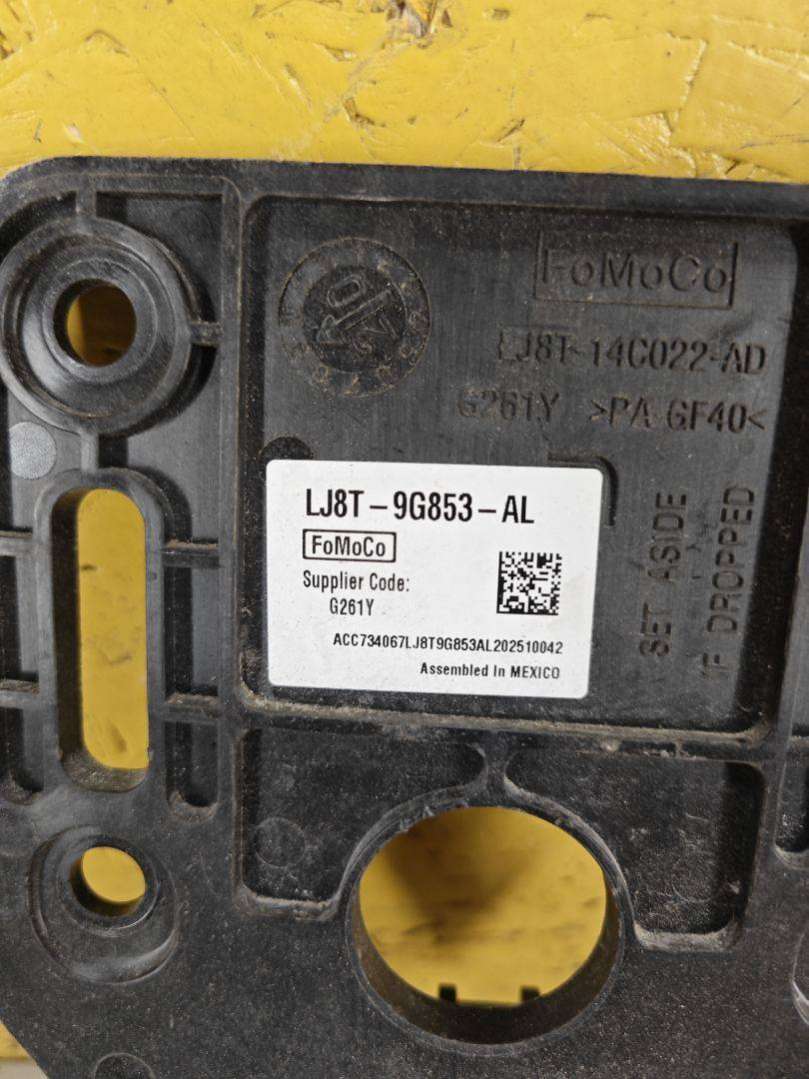 FoMoCo
LJ8T-14C022-AD
G261Y >PA-GF40<
SET ASIDE
IF DROPPED
LJ8T-9G853-AL
FoMoCo
Supplier Code:
G261Y
ACC734067LJ8T9G853AL202510042
Assembled In MEXICO